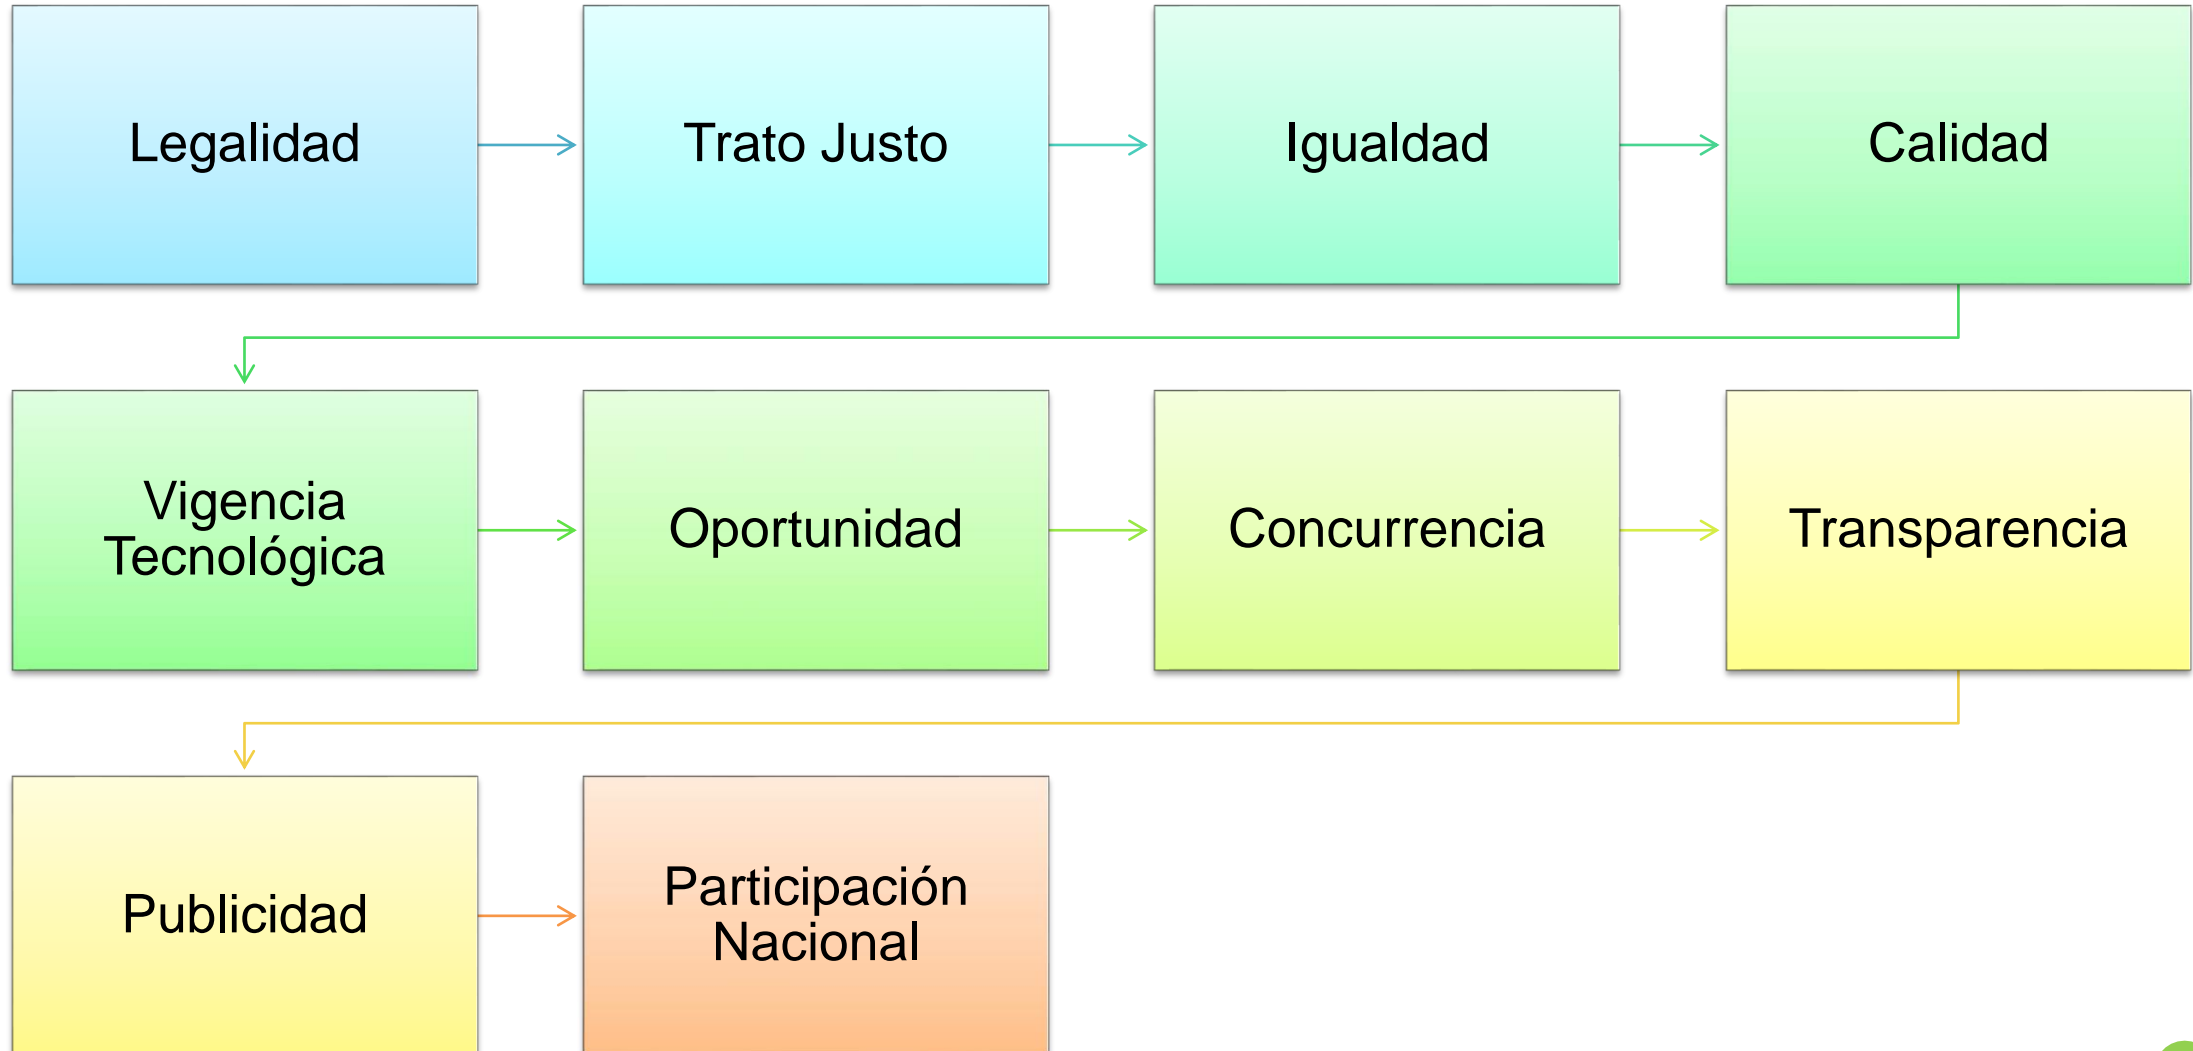 Legalidad
Trato Justo
Igualdad
Calidad
Vigencia
Tecnológica
Oportunidad
Concurrencia
Transparencia
Publicidad
Participación
Nacional